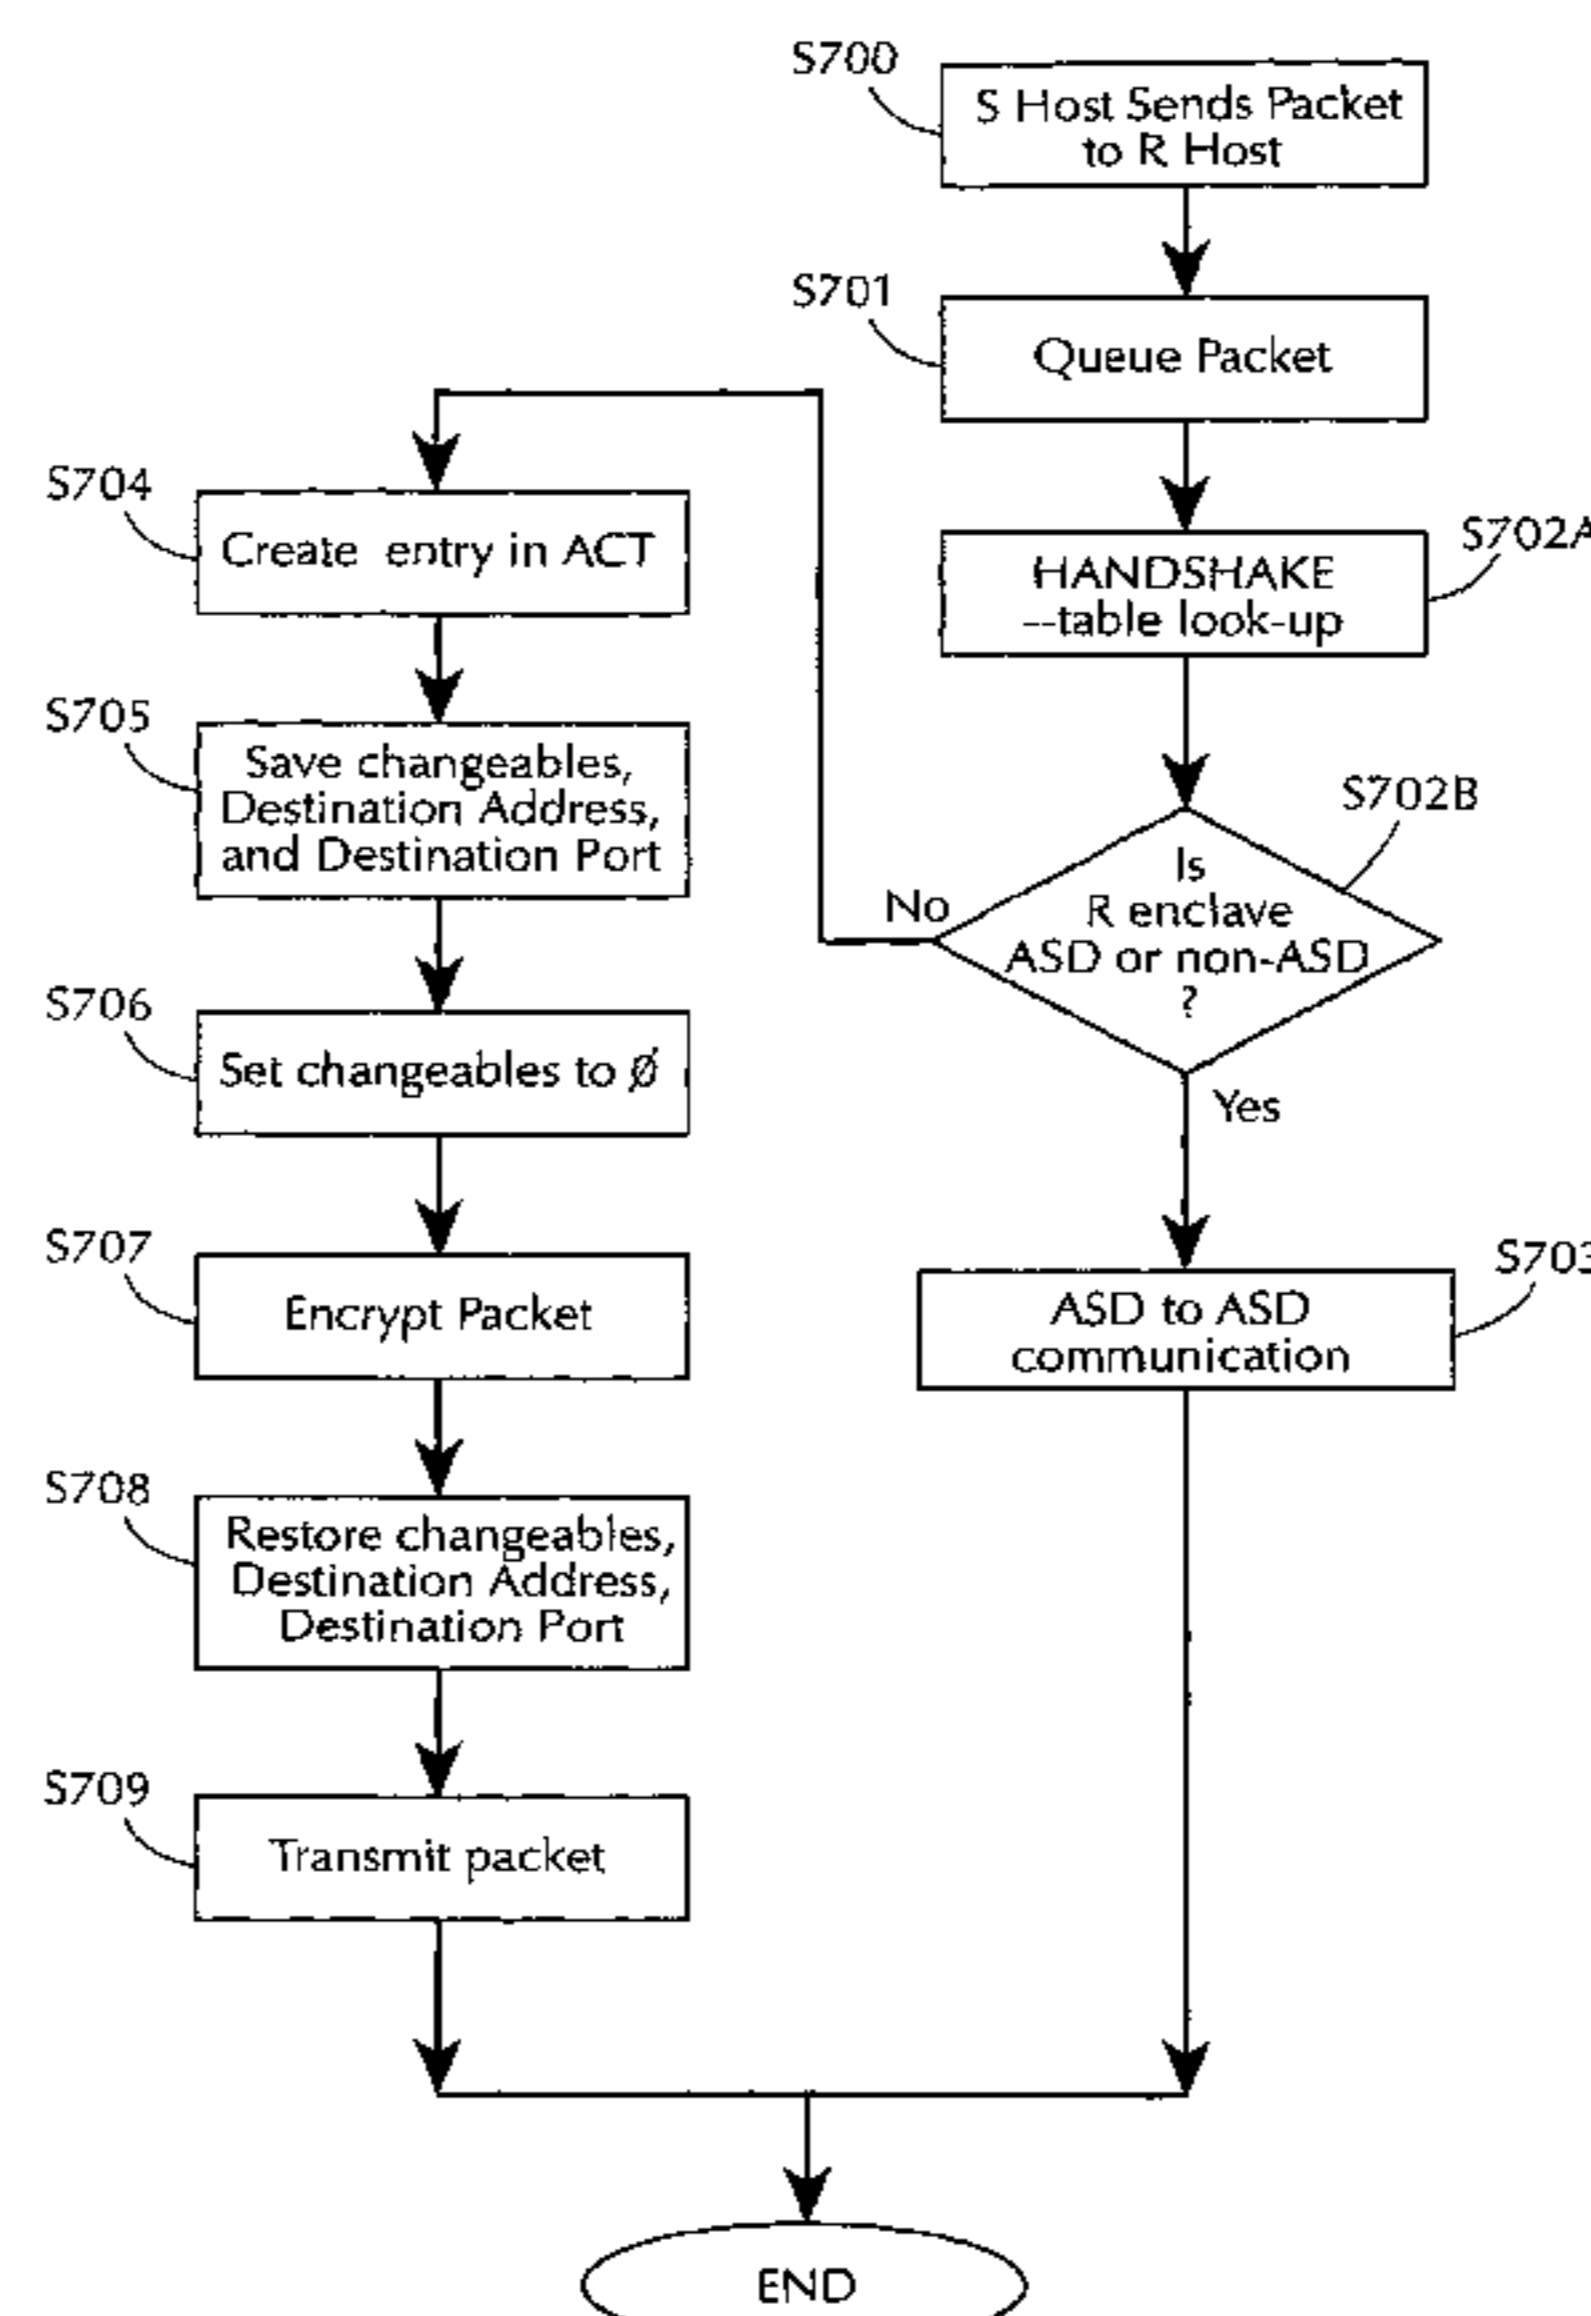 S700
S Host Sends Packet
to R Host
S701
Queue Packet
S702A
HANDSHAKE
--table look-up
S702B
Is
R enclave
ASD or non-ASD
?
No
Yes
S703
ASD to ASD
communication
S704
Create entry in ACT
S705
Save changeables,
Destination Address,
and Destination Port
S706
Set changeables to Ø
S707
Encrypt Packet
S708
Restore changeables,
Destination Address,
Destination Port
S709
Transmit packet
END